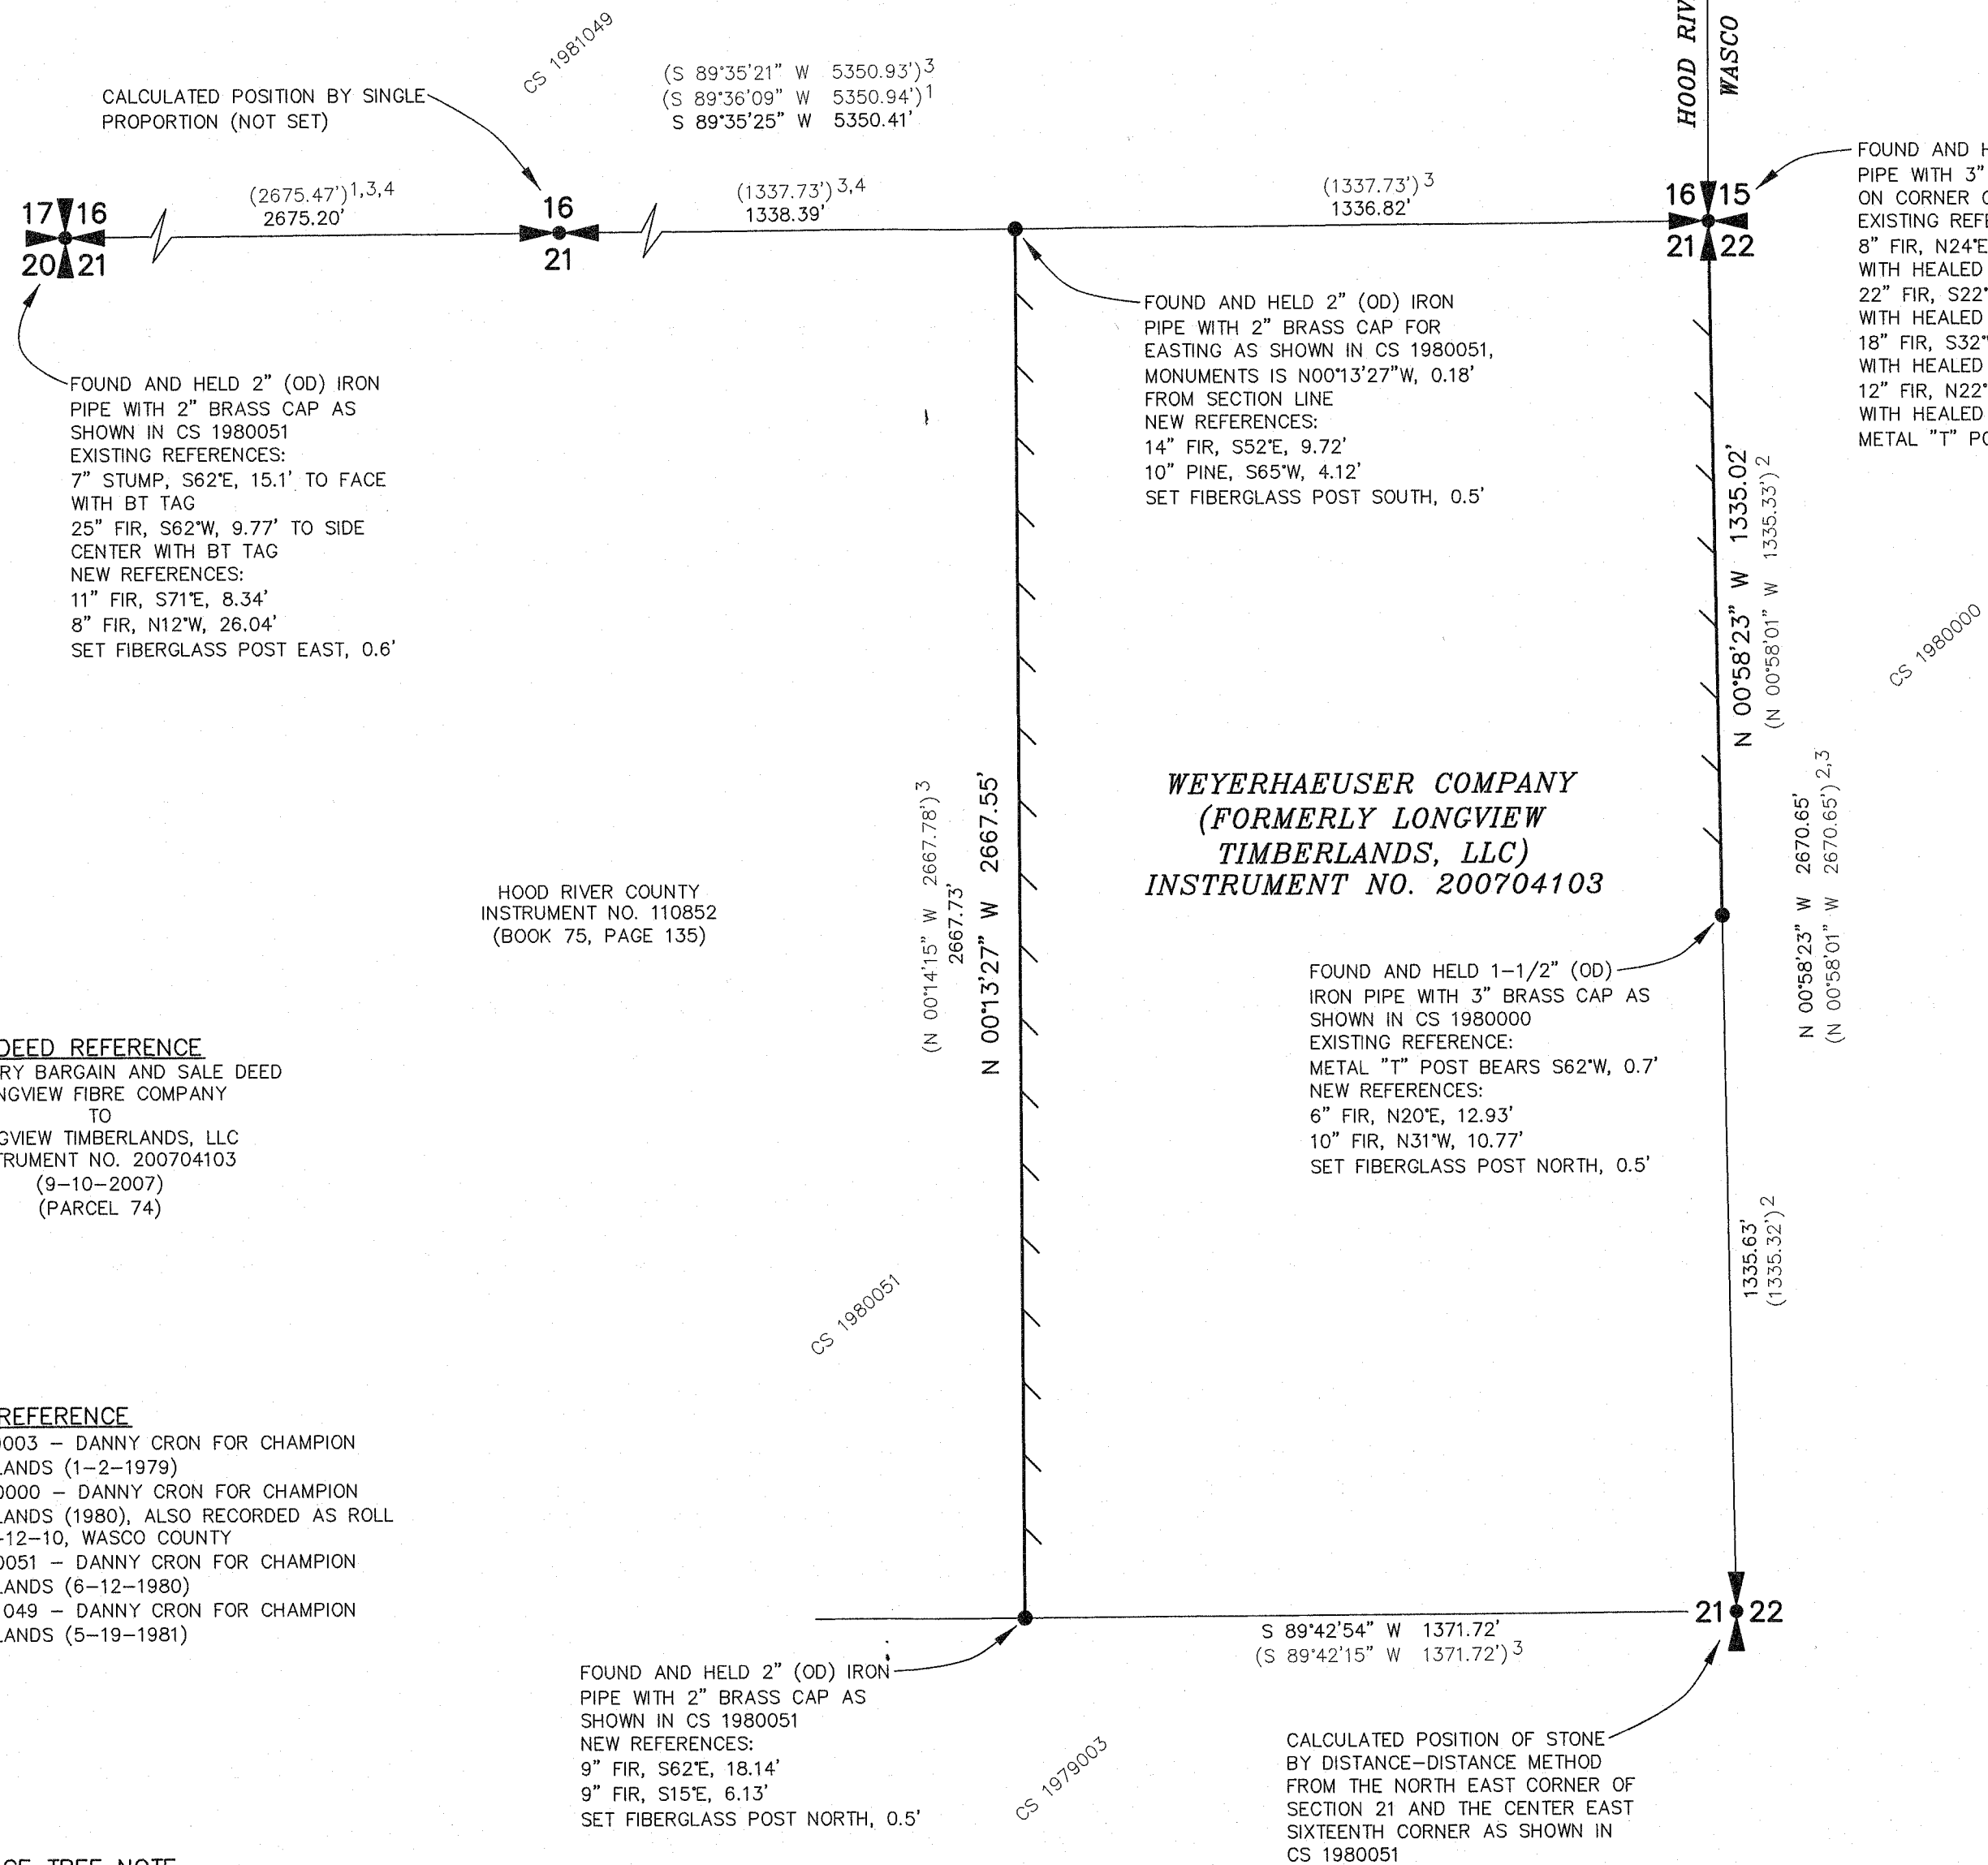 CS 1981049
(S 89°35'21" W 5350.93')3
(S 89°36'09" W 5350.94')1
S 89°35'25" W 5350.41'
CALCULATED POSITION BY SINGLE
PROPORTION (NOT SET)
HOOD RIV
WASCO
17 16
20 21
(2675.47')1,3,4
2675.20'
16
21
(1337.73')3,4
1338.39'
(1337.73')3
1336.82'
16 15
21 22
FOUND AND H
PIPE WITH 3"
ON CORNER
EXISTING REFE
8" FIR, N24°E
WITH HEALED
22" FIR, S22°
WITH HEALED
18" FIR, S32°
WITH HEALED
12" FIR, N22°
WITH HEALED
METAL "T" PO
FOUND AND HELD 2" (OD) IRON
PIPE WITH 2" BRASS CAP AS
SHOWN IN CS 1980051
EXISTING REFERENCES:
7" STUMP, S62°E, 15.1' TO FACE
WITH BT TAG
25" FIR, S62°W, 9.77' TO SIDE
CENTER WITH BT TAG
NEW REFERENCES:
11" FIR, S71°E, 8.34'
8" FIR, N12°W, 26.04'
SET FIBERGLASS POST EAST, 0.6'
FOUND AND HELD 2" (OD) IRON
PIPE WITH 2" BRASS CAP FOR
EASTING AS SHOWN IN CS 1980051,
MONUMENTS IS N00°13'27"W, 0.18'
FROM SECTION LINE
NEW REFERENCES:
14" FIR, S52°E, 9.72'
10" PINE, S65°W, 4.12'
SET FIBERGLASS POST SOUTH, 0.5'
N 00°58'23" W 1335.02'
(N 00°58'01" W 1335.33')2
CS 1980000
(N 00°14'15" W 2667.78')3
2667.73'
N 00°13'27" W 2667.55'
WEYERHAEUSER COMPANY
(FORMERLY LONGVIEW
TIMBERLANDS, LLC)
INSTRUMENT NO. 200704103
N 00°58'23" W 2670.65'
(N 00°58'01" W 2670.65')2,3
HOOD RIVER COUNTY
INSTRUMENT NO. 110852
(BOOK 75, PAGE 135)
FOUND AND HELD 1-1/2" (OD)
IRON PIPE WITH 3" BRASS CAP AS
SHOWN IN CS 1980000
EXISTING REFERENCE:
METAL "T" POST BEARS S62°W, 0.7'
NEW REFERENCES:
6" FIR, N20°E, 12.93'
10" FIR, N31°W, 10.77'
SET FIBERGLASS POST NORTH, 0.5'
DEED REFERENCE
RY BARGAIN AND SALE DEED
NGVIEW FIBRE COMPANY
TO
GVIEW TIMBERLANDS, LLC
TRUMENT NO. 200704103
(9-10-2007)
(PARCEL 74)
1335.63'
(1335.32')2
CS 1980051
REFERENCE
0003 - DANNY CRON FOR CHAMPION
LANDS (1-2-1979)
0000 - DANNY CRON FOR CHAMPION
LANDS (1980), ALSO RECORDED AS ROLL
-12-10, WASCO COUNTY
0051 - DANNY CRON FOR CHAMPION
LANDS (6-12-1980)
1049 - DANNY CRON FOR CHAMPION
LANDS (5-19-1981)
21 22
S 89°42'54" W 1371.72'
(S 89°42'15" W 1371.72')3
FOUND AND HELD 2" (OD) IRON
PIPE WITH 2" BRASS CAP AS
SHOWN IN CS 1980051
NEW REFERENCES:
9" FIR, S62°E, 18.14'
9" FIR, S15°E, 6.13'
SET FIBERGLASS POST NORTH, 0.5'
CS 1979003
CALCULATED POSITION OF STONE
BY DISTANCE-DISTANCE METHOD
FROM THE NORTH EAST CORNER OF
SECTION 21 AND THE CENTER EAST
SIXTEENTH CORNER AS SHOWN IN
CS 1980051
TREE NOTE